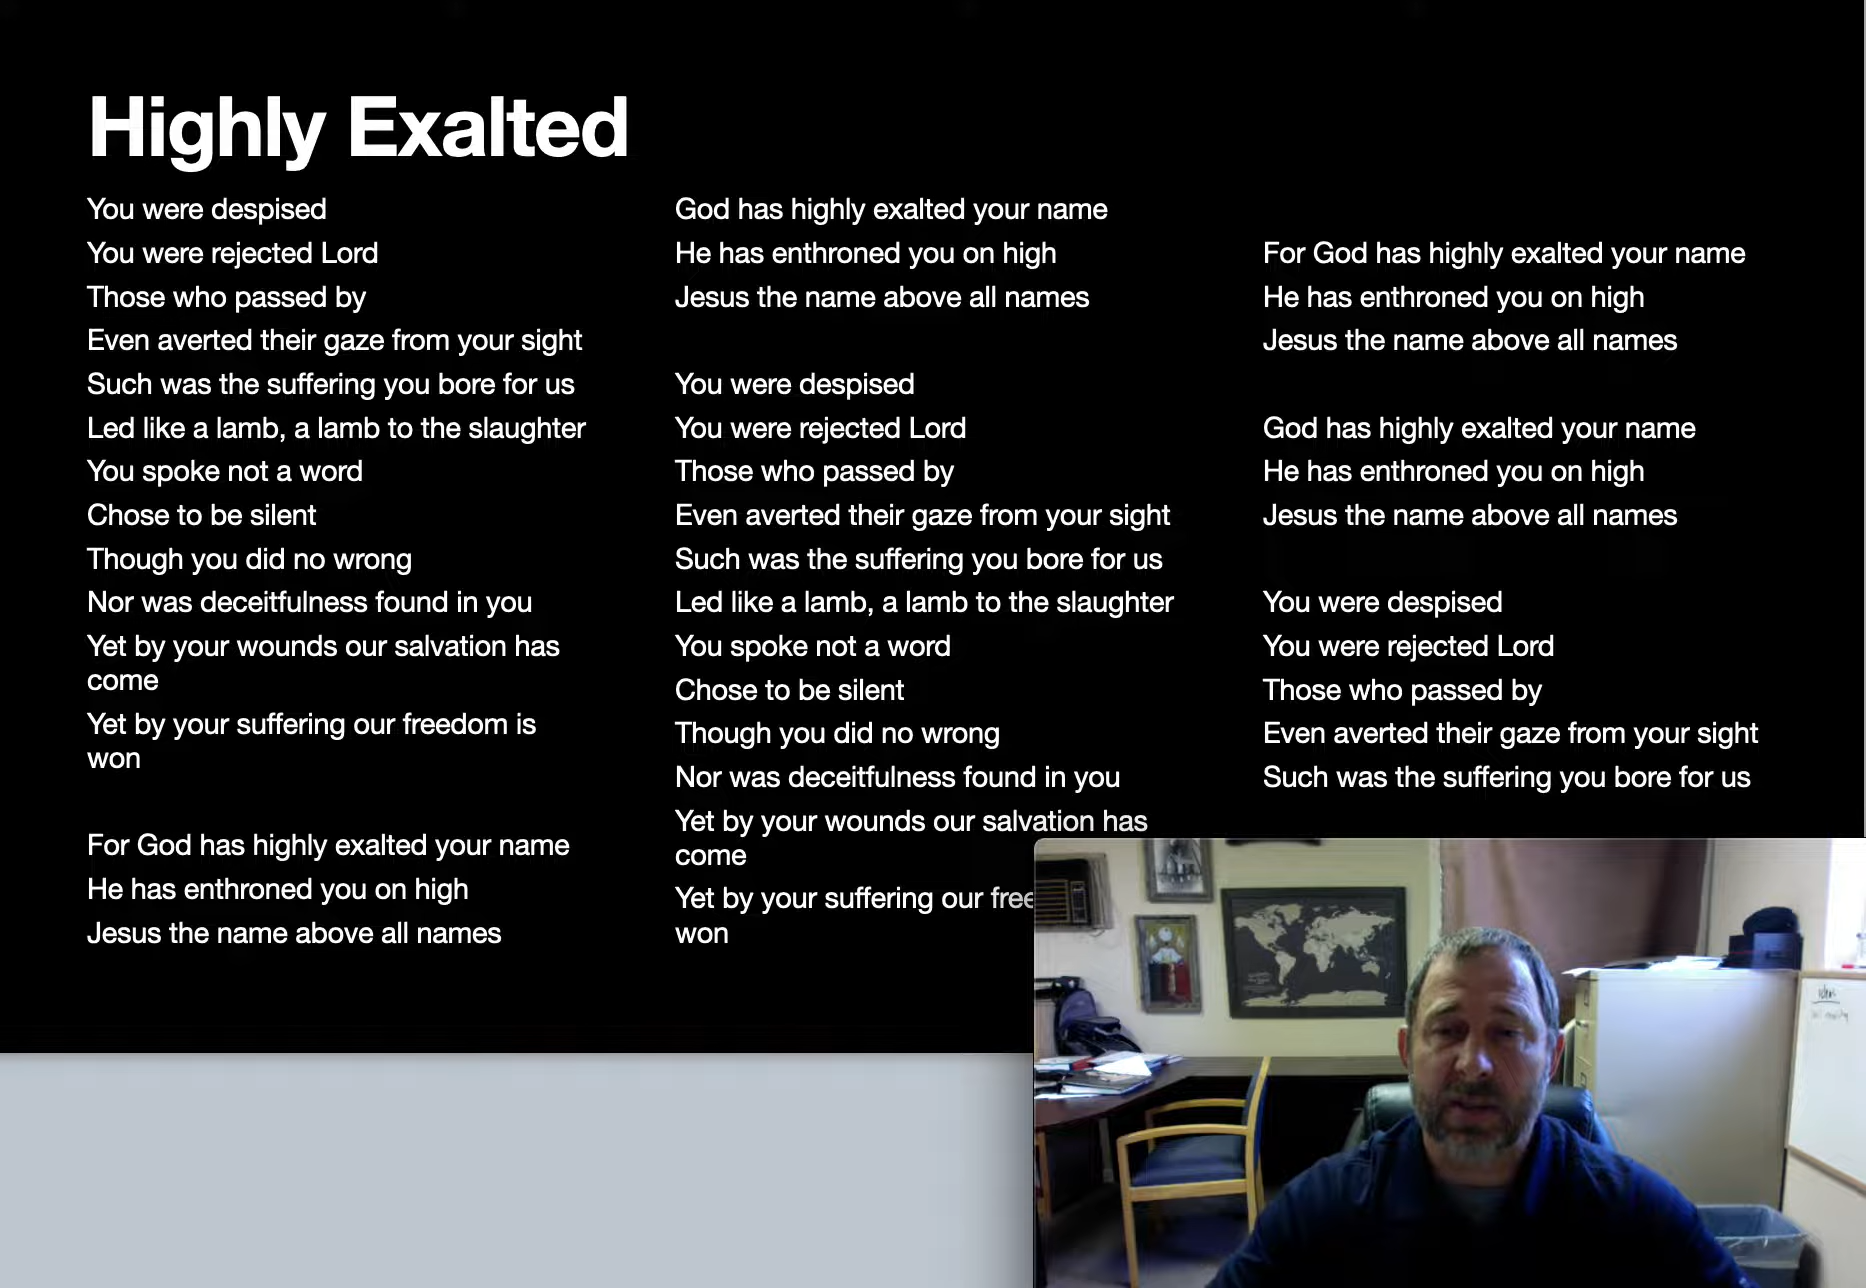 Highly Exalted
You were despised
You were rejected Lord
Those who passed by
Even averted their gaze from your sight
Such was the suffering you bore for us
Led like a lamb, a lamb to the slaughter
You spoke not a word
Chose to be silent
Though you did no wrong
Nor was deceitfulness found in you
Yet by your wounds our salvation has
come
Yet by your suffering our freedom is
won
For God has highly exalted your name
He has enthroned you on high
Jesus the name above all names
God has highly exalted your name
He has enthroned you on high
Jesus the name above all names
You were despised
You were rejected Lord
Those who passed by
Even averted their gaze from your sight
Such was the suffering you bore for us
Led like a lamb, a lamb to the slaughter
You spoke not a word
Chose to be silent
Though you did no wrong
Nor was deceitfulness found in you
Yet by your wounds our salvation has
come
Yet by your suffering our free
won
For God has highly exalted your name
He has enthroned you on high
Jesus the name above all names
God has highly exalted your name
He has enthroned you on high
Jesus the name above all names
You were despised
You were rejected Lord
Those who passed by
Even averted their gaze from your sight
Such was the suffering you bore for us